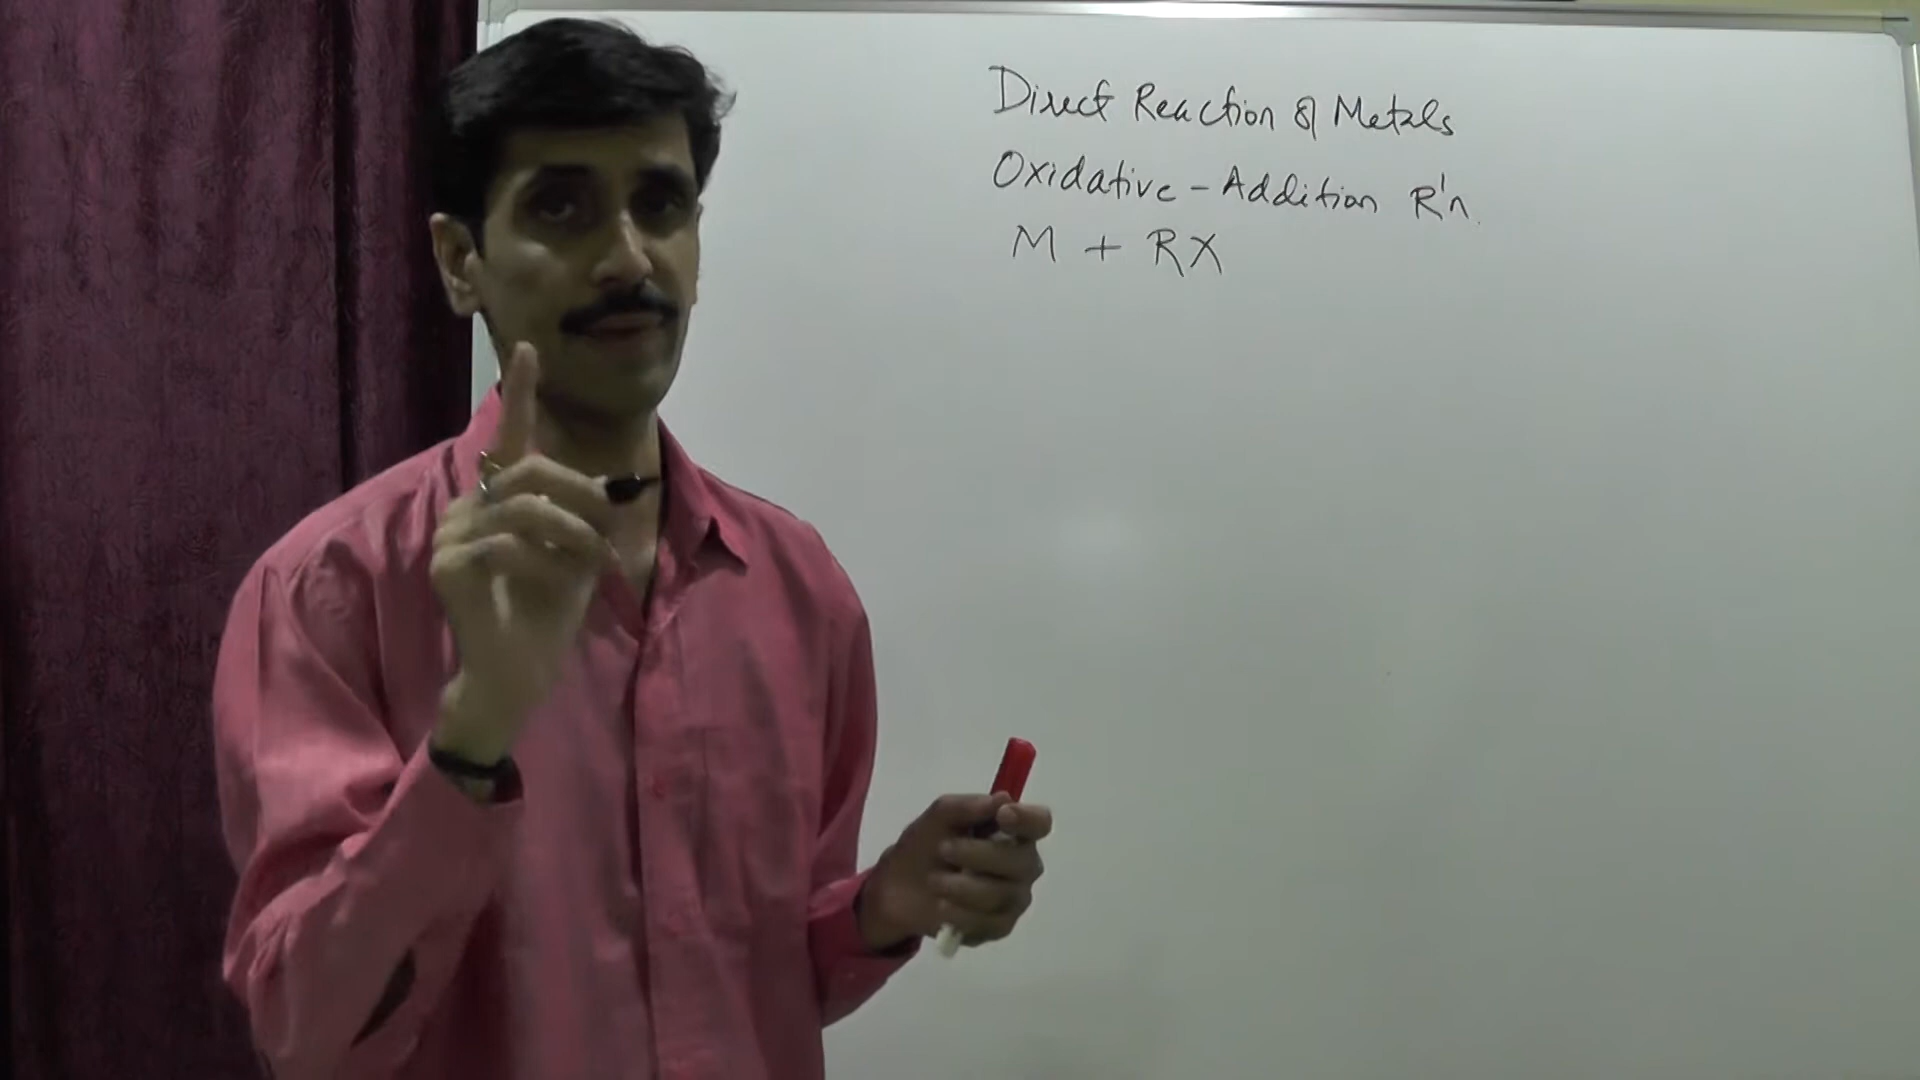 Direct Reaction of Metals
Oxidative - Addition R'n.
M + RX